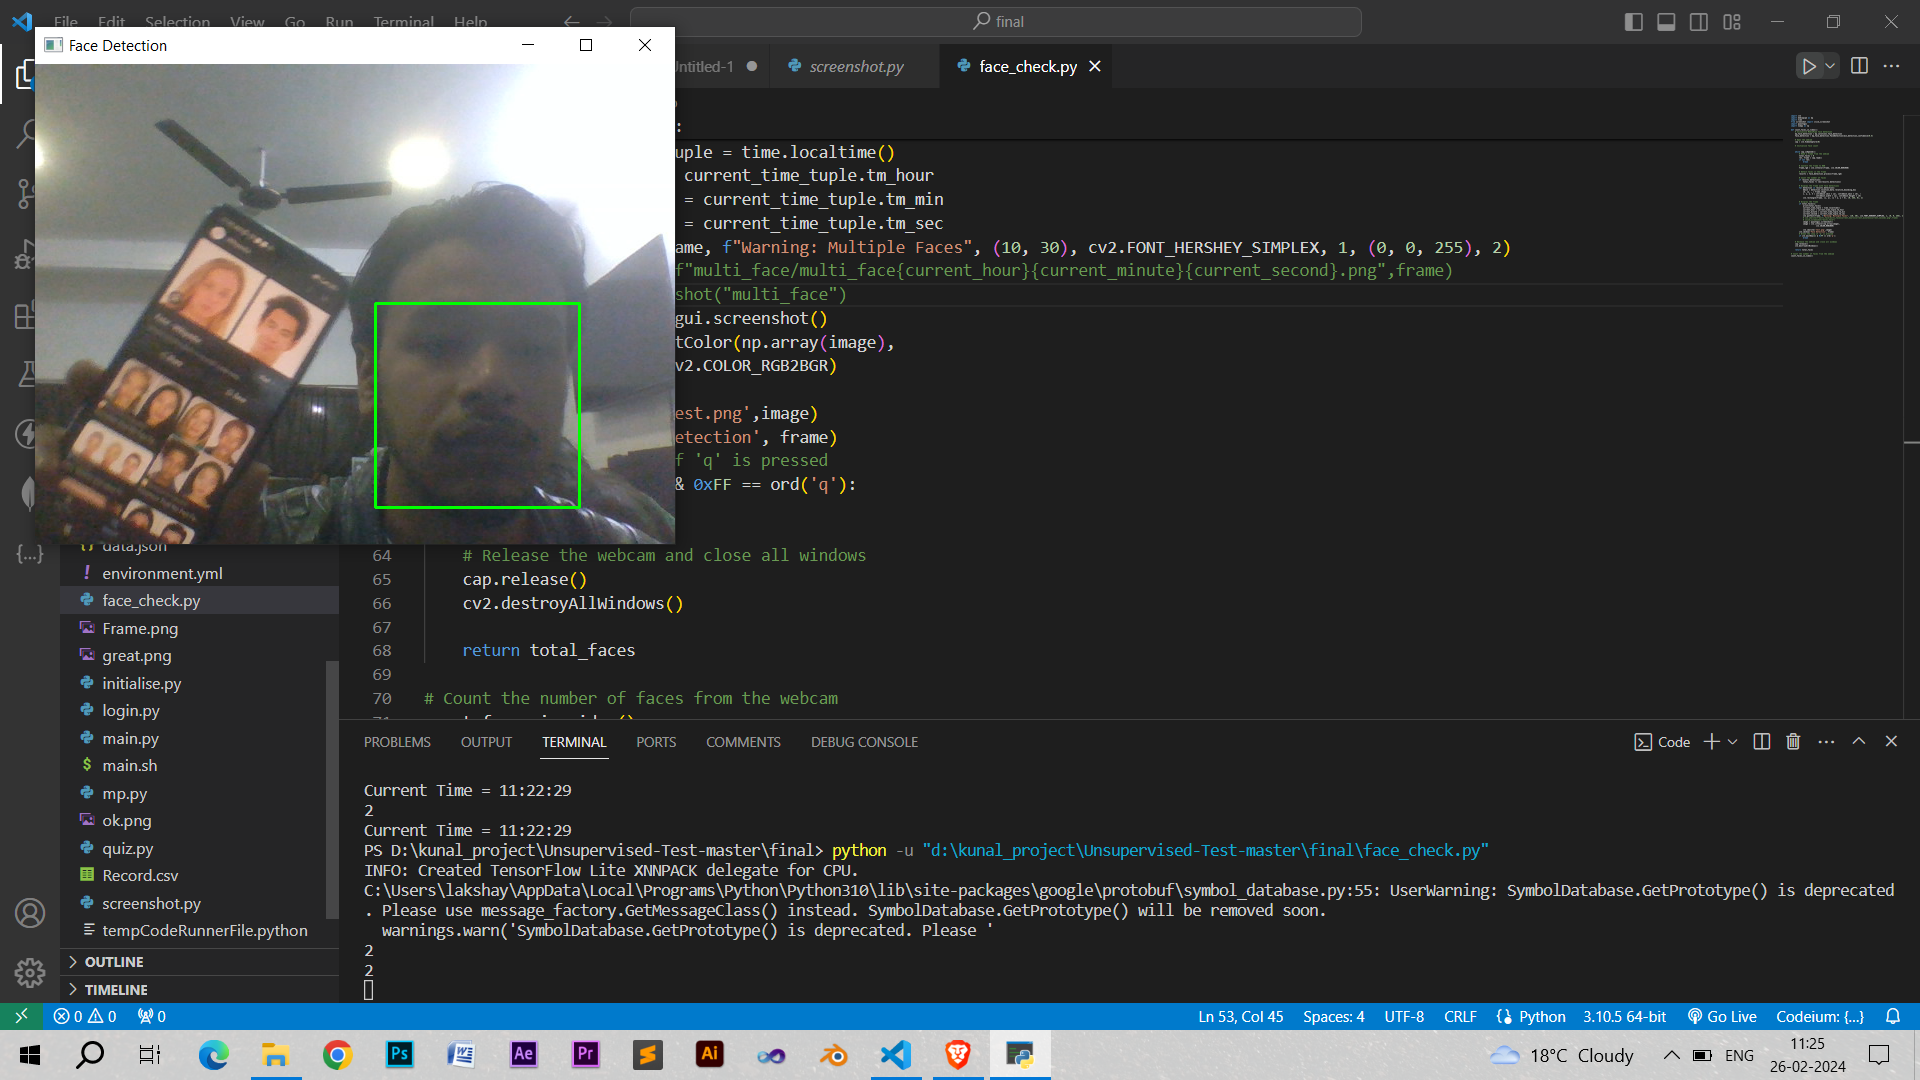 File Edit Selection View Go Run Terminal Help
final
Face Detection
Untitled-1
screenshot.py
face_check.py
:
uple = time.localtime()
current_time_tuple.tm_hour
= current_time_tuple.tm_min
= current_time_tuple.tm_sec
ame, f"Warning: Multiple Faces", (10, 30), cv2.FONT_HERSHEY_SIMPLEX, 1, (0, 0, 255), 2)
f"multi_face/multi_face{current_hour}{current_minute}{current_second}.png",frame)
shot("multi_face")
gui.screenshot()
tColor(np.array(image),
v2.COLOR_RGB2BGR)
est.png',image)
etection', frame)
f 'q' is pressed
& 0xFF == ord('q'):
64 # Release the webcam and close all windows
65 cap.release()
66 cv2.destroyAllWindows()
67
68 return total_faces
69
70 # Count the number of faces from the webcam
data.json
environment.yml
face_check.py
Frame.png
great.png
initialise.py
login.py
main.py
main.sh
mp.py
ok.png
quiz.py
Record.csv
screenshot.py
tempCodeRunnerFile.python
OUTLINE
TIMELINE
PROBLEMS OUTPUT TERMINAL PORTS COMMENTS DEBUG CONSOLE
Code
Current Time = 11:22:29
2
Current Time = 11:22:29
PS D:\kunal_project\Unsupervised-Test-master\final> python -u "d:\kunal_project\Unsupervised-Test-master\final\face_check.py"
INFO: Created TensorFlow Lite XNNPACK delegate for CPU.
C:\Users\lakshay\AppData\Local\Programs\Python\Python310\lib\site-packages\google\protobuf\symbol_database.py:55: UserWarning: SymbolDatabase.GetPrototype() is deprecated
. Please use message_factory.GetMessageClass() instead. SymbolDatabase.GetPrototype() will be removed soon.
warnings.warn('SymbolDatabase.GetPrototype() is deprecated. Please '
2
2
0 0 0
Ln 53, Col 45 Spaces: 4 UTF-8 CRLF Python 3.10.5 64-bit Go Live Codeium: {...}
Ps Ae Pr Ai
18°C Cloudy
ENG
11:25
26-02-2024